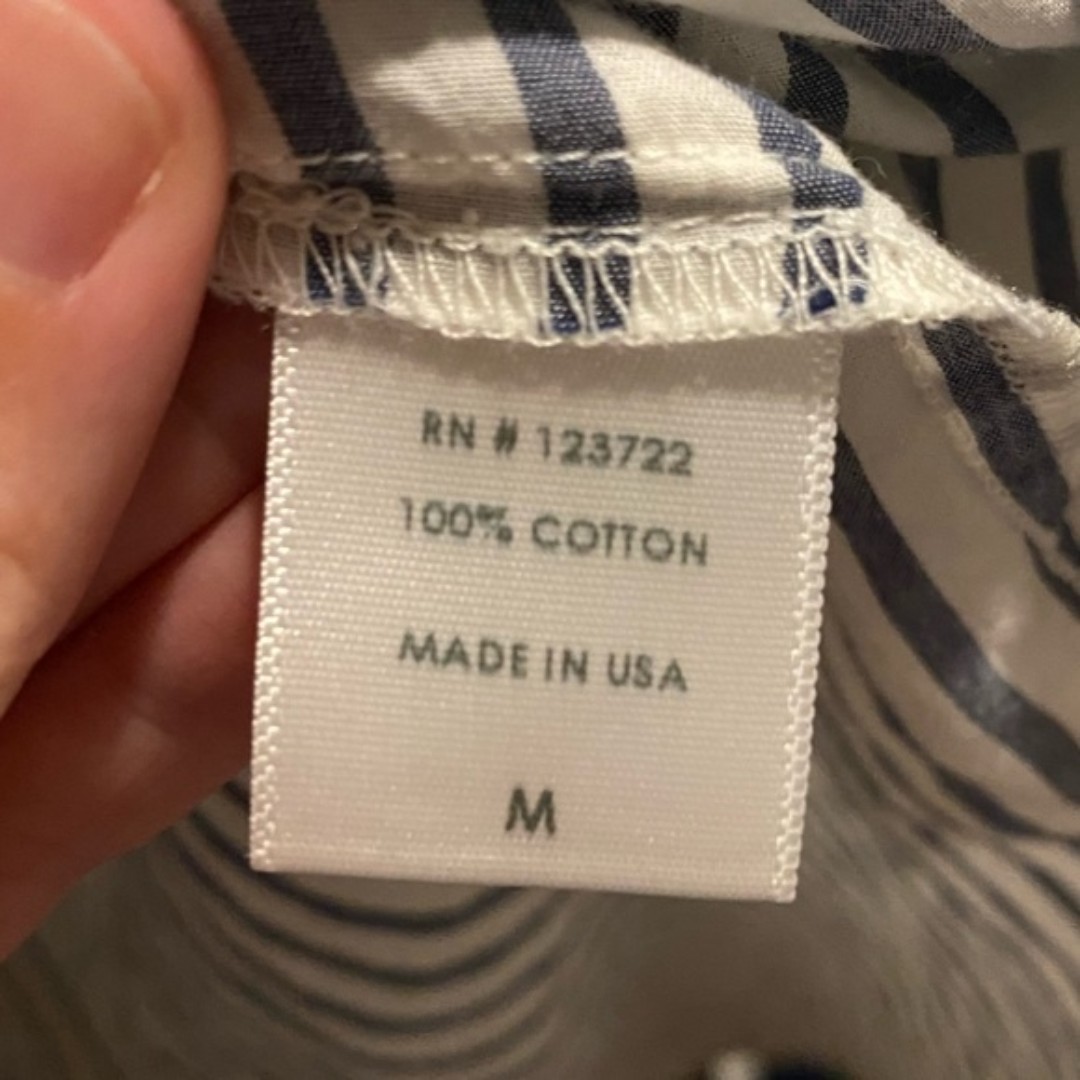 RN # 123722
100% COTTON
MADE IN USA
M